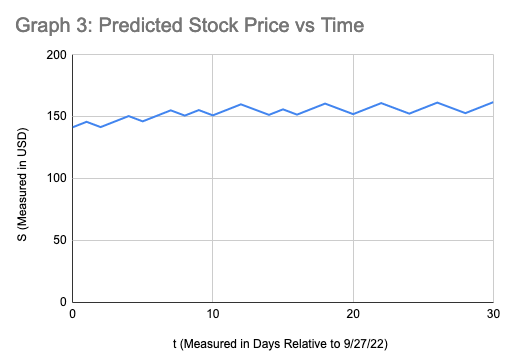 Graph 3: Predicted Stock Price vs Time
200
150
100
50
0
S (Measured in USD)
0 10 20 30
t (Measured in Days Relative to 9/27/22)